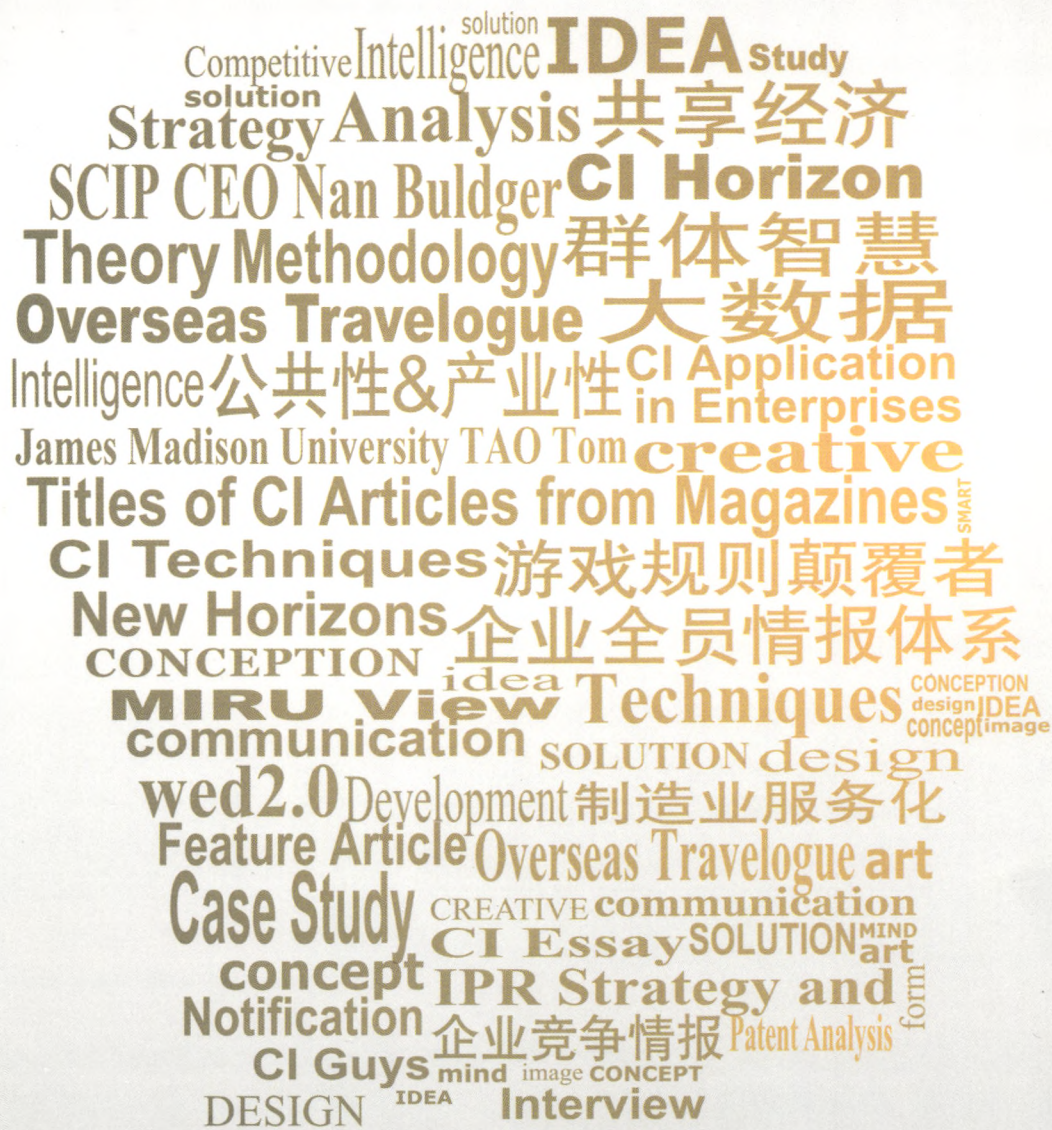 solution
Competitive Intelligence IDEA Study
solution
Strategy Analysis 共享经济
SCIP CEO Nan Buldger CI Horizon
Theory Methodology 群体智慧
Overseas Travelogue 大数据
Intelligence 公共性&产业性 CI Application
in Enterprises
James Madison University TAO Tom creative
Titles of CI Articles from Magazines SMART
CI Techniques 游戏规则颠覆者
New Horizons 企业全员情报体系
CONCEPTION idea
MIRU View Techniques CONCEPTION
design IDEA
concept image
communication SOLUTION design
wed2.0 Development 制造业服务化
Feature Article Overseas Travelogue art
Case Study CREATIVE communication
CI Essay SOLUTION MIND
art
concept IPR Strategy and form
Notification 企业竞争情报 Patent Analysis
CI Guys mind image CONCEPT
DESIGN IDEA Interview